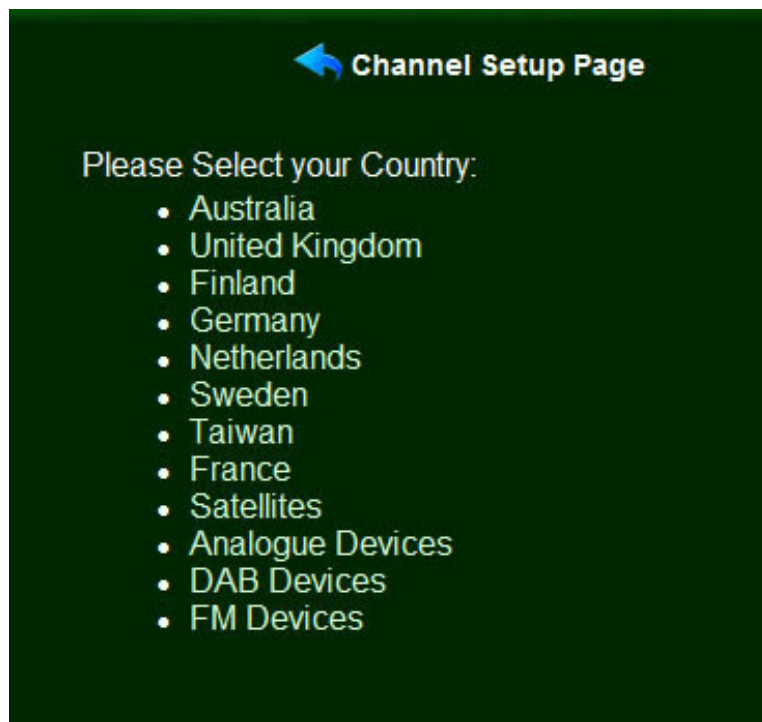 Channel Setup Page
Please Select your Country:
Australia
United Kingdom
Finland
Germany
Netherlands
Sweden
Taiwan
France
Satellites
Analogue Devices
DAB Devices
FM Devices